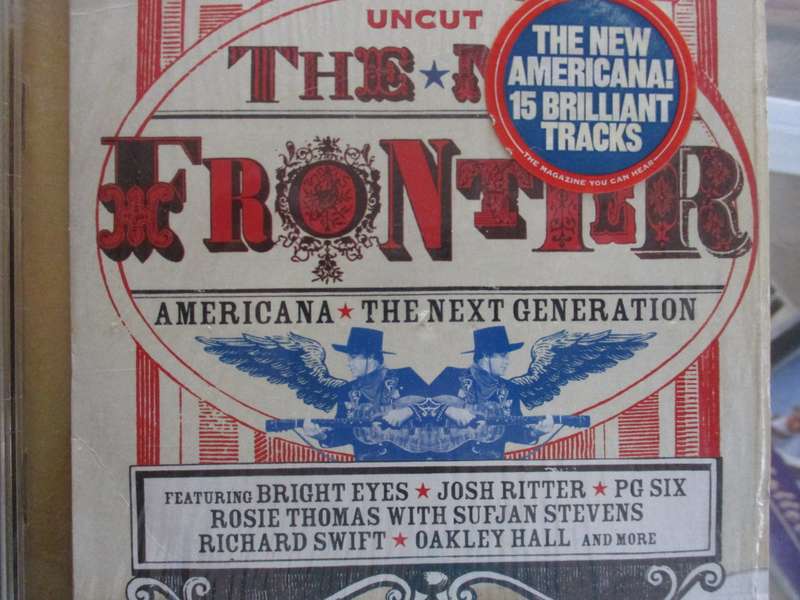 UNCUT
THE ★
FRONTIER
THE NEW
AMERICANA!
15 BRILLIANT
TRACKS
THE MAGAZINE YOU CAN HEAR
AMERICANA ★ THE NEXT GENERATION
FEATURING BRIGHT EYES ★ JOSH RITTER ★ PG SIX
ROSIE THOMAS WITH SUFJAN STEVENS
RICHARD SWIFT ★ OAKLEY HALL AND MORE